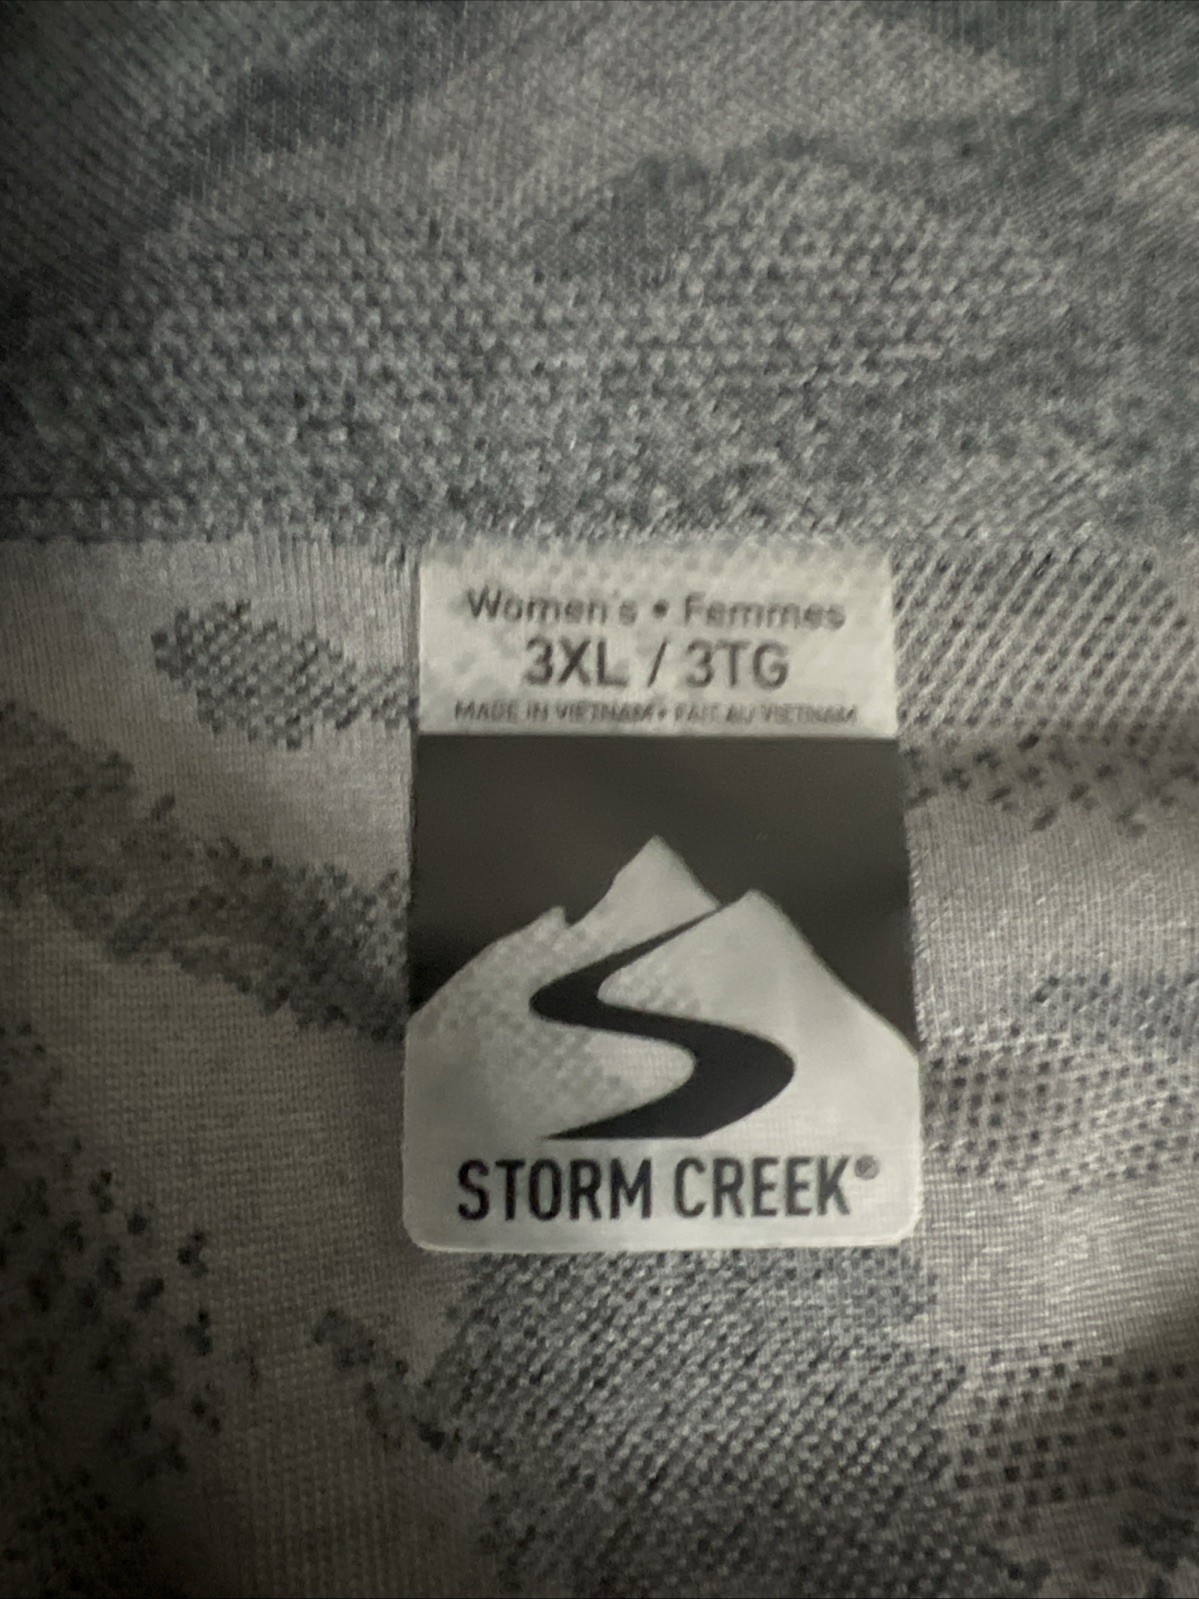 Women's • Femmes
3XL / 3TG
MADE IN VIETNAM • FAIT AU VIETNAM
STORM CREEK®